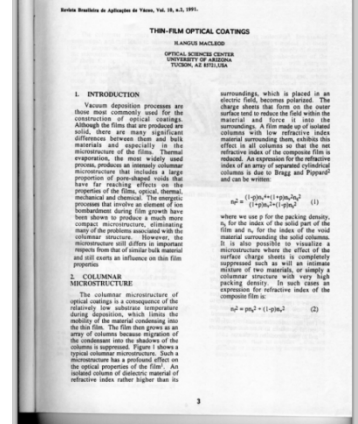 Revista Brasileira de Aplicações de Vácuo, Vol. 10, n.2, 1991.
THIN-FILM OPTICAL COATINGS
H.ANGUS MACLEOD
OPTICAL SCIENCES CENTER
UNIVERSITY OF ARIZONA
TUCSON, AZ 85721,USA
1. INTRODUCTION
Vacuum deposition processes are
those most commonly used for the
construction of optical coatings.
Although the films that are produced are
solid, there are many significant
differences between them and bulk
materials and especially in the
microstructure of the films. Thermal
evaporation, the most widely used
process, produces an intensely columnar
microstructure that includes a large
proportion of pore-shaped voids that
have far reaching effects on the
properties of the films, optical, thermal,
mechanical and chemical. The energetic
processes that involve an element of ion
bombardment during film growth have
been shown to produce a much more
compact microstructure, eliminating
many of the problems associated with the
columnar structure. However, the
microstructure still differs in important
respects from that of similar bulk material
and still exerts an influence on thin film
properties
2. COLUMNAR
MICROSTRUCTURE
The columnar microstructure of
optical coatings is a consequence of the
relatively low substrate temperature
during deposition, which limits the
mobility of the material condensing into
the thin film. The film then grows as an
array of columns because migration of
the condensant into the shadows of the
columns is suppressed. Figure 1 shows a
typical columnar microstructure. Such a
microstructure has a profound effect on
the optical properties of the film¹. An
isolated column of dielectric material of
refractive index rather higher than its
surroundings, which is placed in an
electric field, becomes polarized. The
charge sheets that form on the outer
surface tend to reduce the field within the
material and force it into the
surroundings. A film made up of isolated
columns with low refractive index
material surrounding them, exhibits this
effect in all columns so that the net
refractive index of the composite film is
reduced. An expression for the refractive
index of an array of separated cylindrical
columns is due to Bragg and Pippard²
and can be written:
(1)
where we use p for the packing density,
nₛ for the index of the solid part of the
film and nᵥ for the index of the void
material surrounding the solid columns.
It is also possible to visualize a
microstructure where the effect of the
surface charge sheets is completely
suppressed such as will an intimate
mixture of two materials, or simply a
columnar structure with very high
packing density. In such cases an
expression for refractive index of the
composite film is:
n_f² = pnₛ² + (1-p)nᵥ² (2)
3